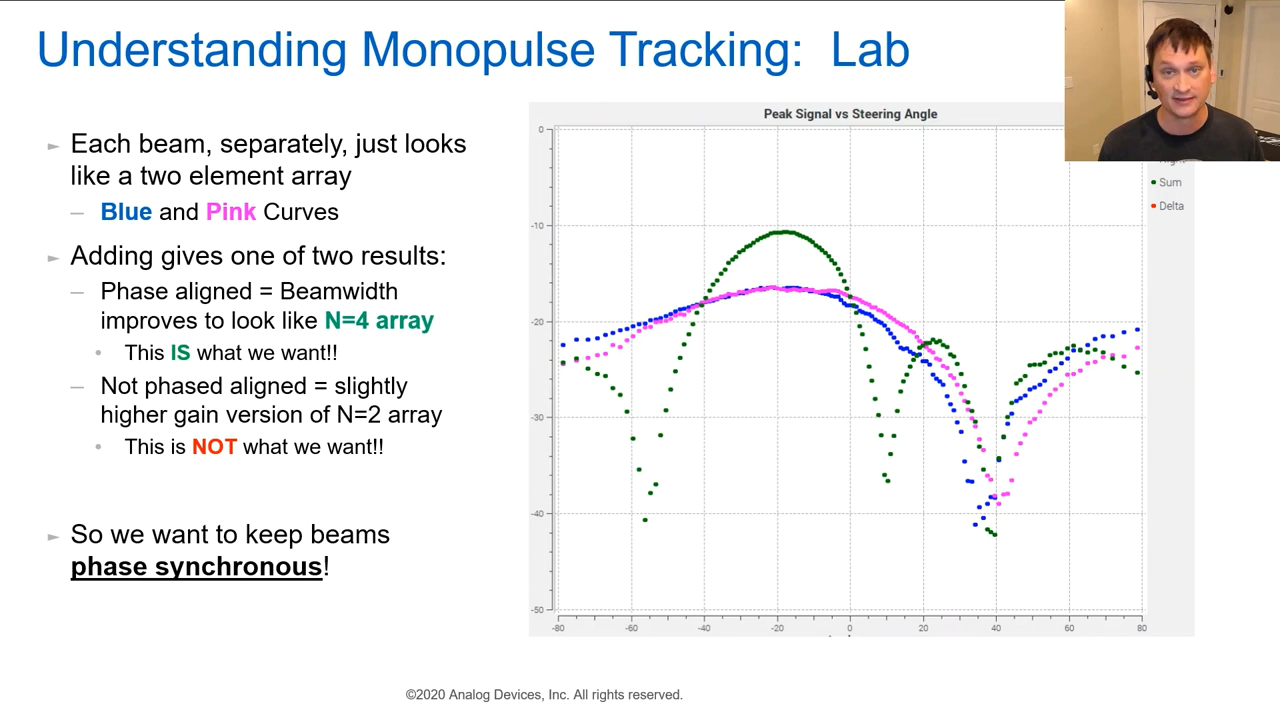 Understanding Monopulse Tracking: Lab
Each beam, separately, just looks
like a two element array
– Blue and Pink Curves
Adding gives one of two results:
– Phase aligned = Beamwidth
improves to look like N=4 array
• This IS what we want!!
– Not phased aligned = slightly
higher gain version of N=2 array
• This is NOT what we want!!
So we want to keep beams
phase synchronous!
Peak Signal vs Steering Angle
Sum
Delta
0
-10
-20
-30
-40
-50
-80 -60 -40 -20 0 20 40 60 80
©2020 Analog Devices, Inc. All rights reserved.